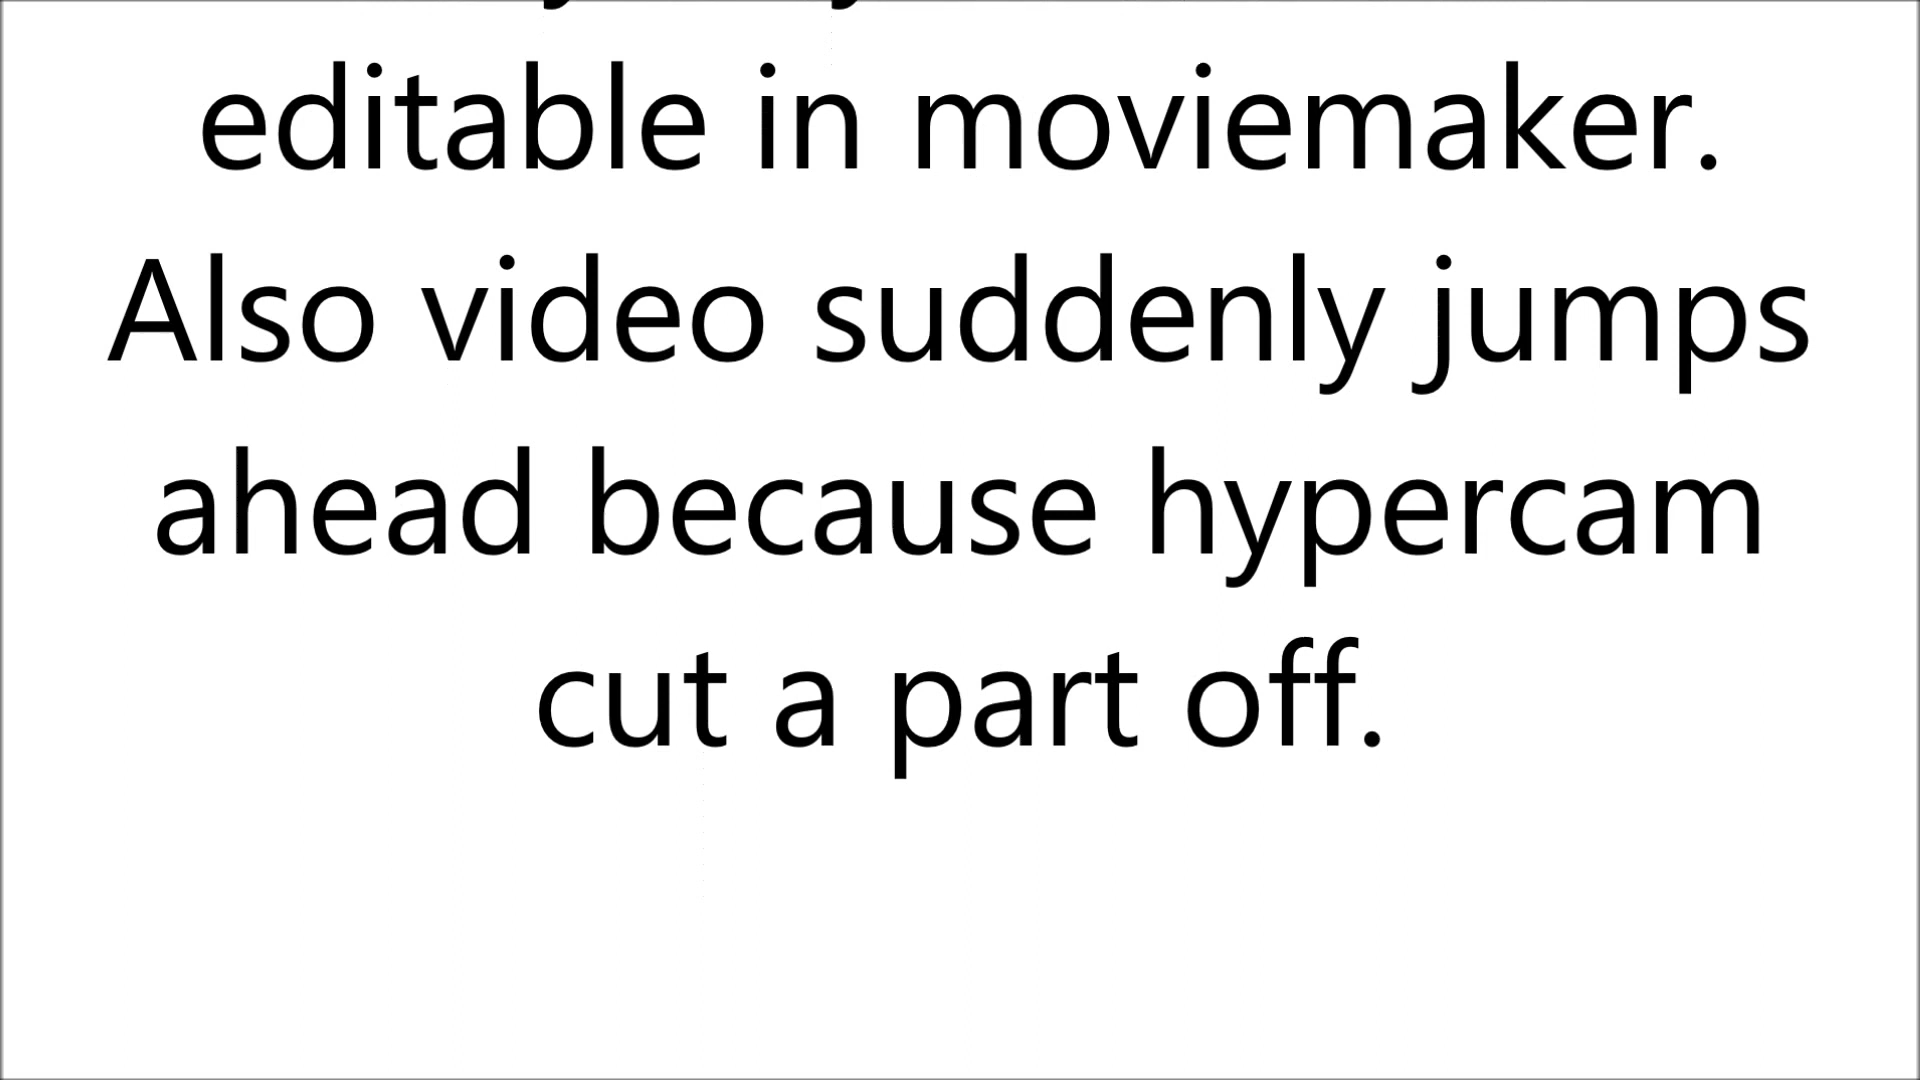 editable in moviemaker.
Also video suddenly jumps
ahead because hypercam
cut a part off.